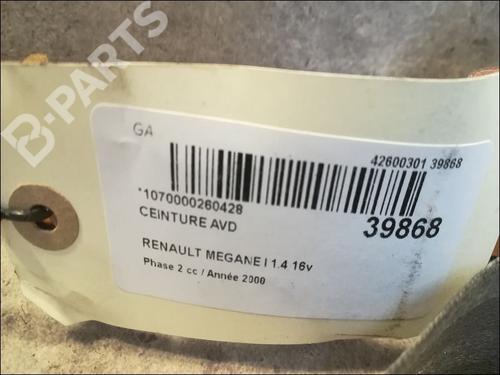 B-PARTS
GA
42600301 39868
*1070000260428
CEINTURE AVD
39868
RENAULT MEGANE I 1.4 16v
Phase 2 cc / Année 2000